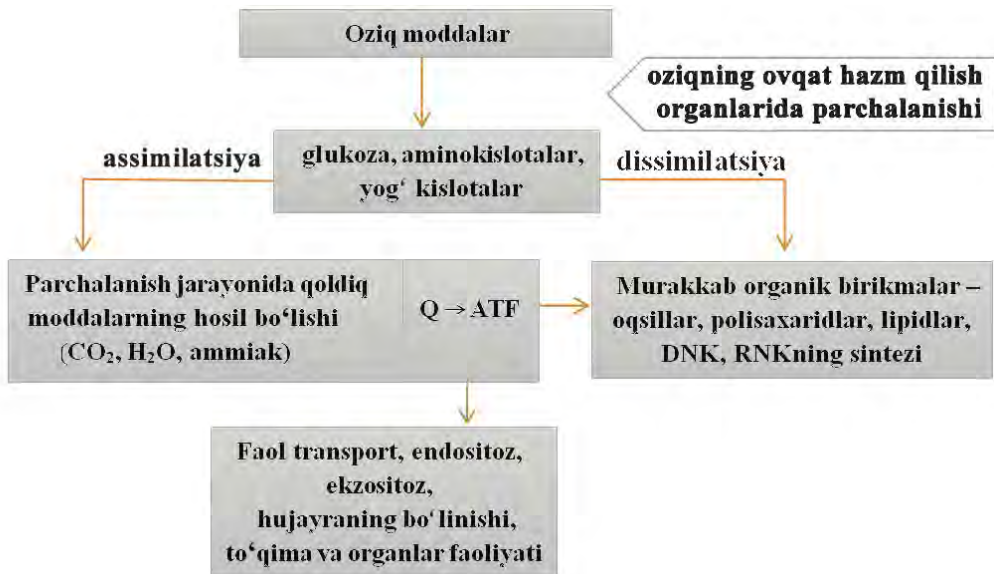 Oziq moddalar
oziqning ovqat hazm qilish
organlarida parchalanishi
assimilatsiya
glukoza, aminokislotalar,
yog‘ kislotalar
dissimilatsiya
Parchalanish jarayonida qoldiq
moddalarning hosil bo‘lishi
(CO₂, H₂O, ammiak)
Q → ATF
Murakkab organik birikmalar –
oqsillar, polisaxaridlar, lipidlar,
DNK, RNKning sintezi
Faol transport, endositoz,
ekzositoz,
hujayraning bo‘linishi,
to‘qima va organlar faoliyati